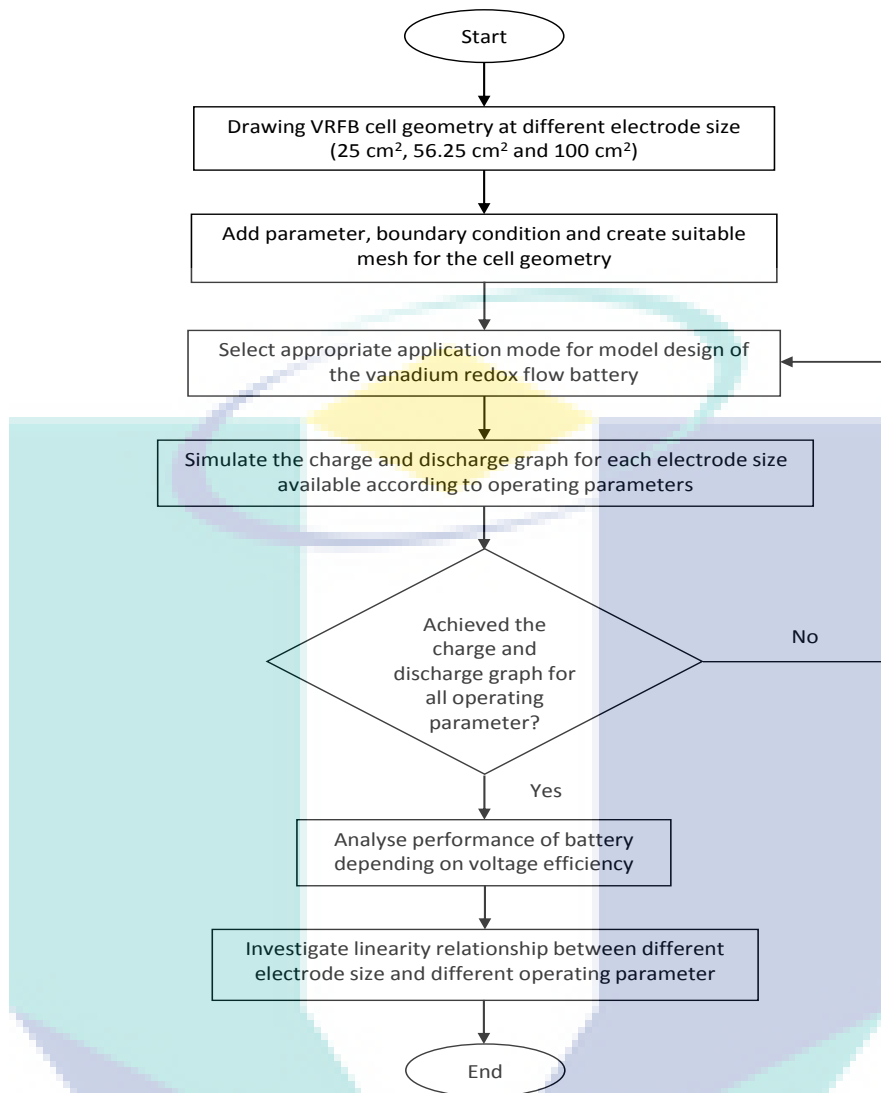 Start
Drawing VRFB cell geometry at different electrode size
(25 cm², 56.25 cm² and 100 cm²)
Add parameter, boundary condition and create suitable
mesh for the cell geometry
Select appropriate application mode for model design of
the vanadium redox flow battery
Simulate the charge and discharge graph for each electrode size
available according to operating parameters
Achieved the
charge and
discharge graph for
all operating
parameter?
No
Yes
Analyse performance of battery
depending on voltage efficiency
Investigate linearity relationship between different
electrode size and different operating parameter
End